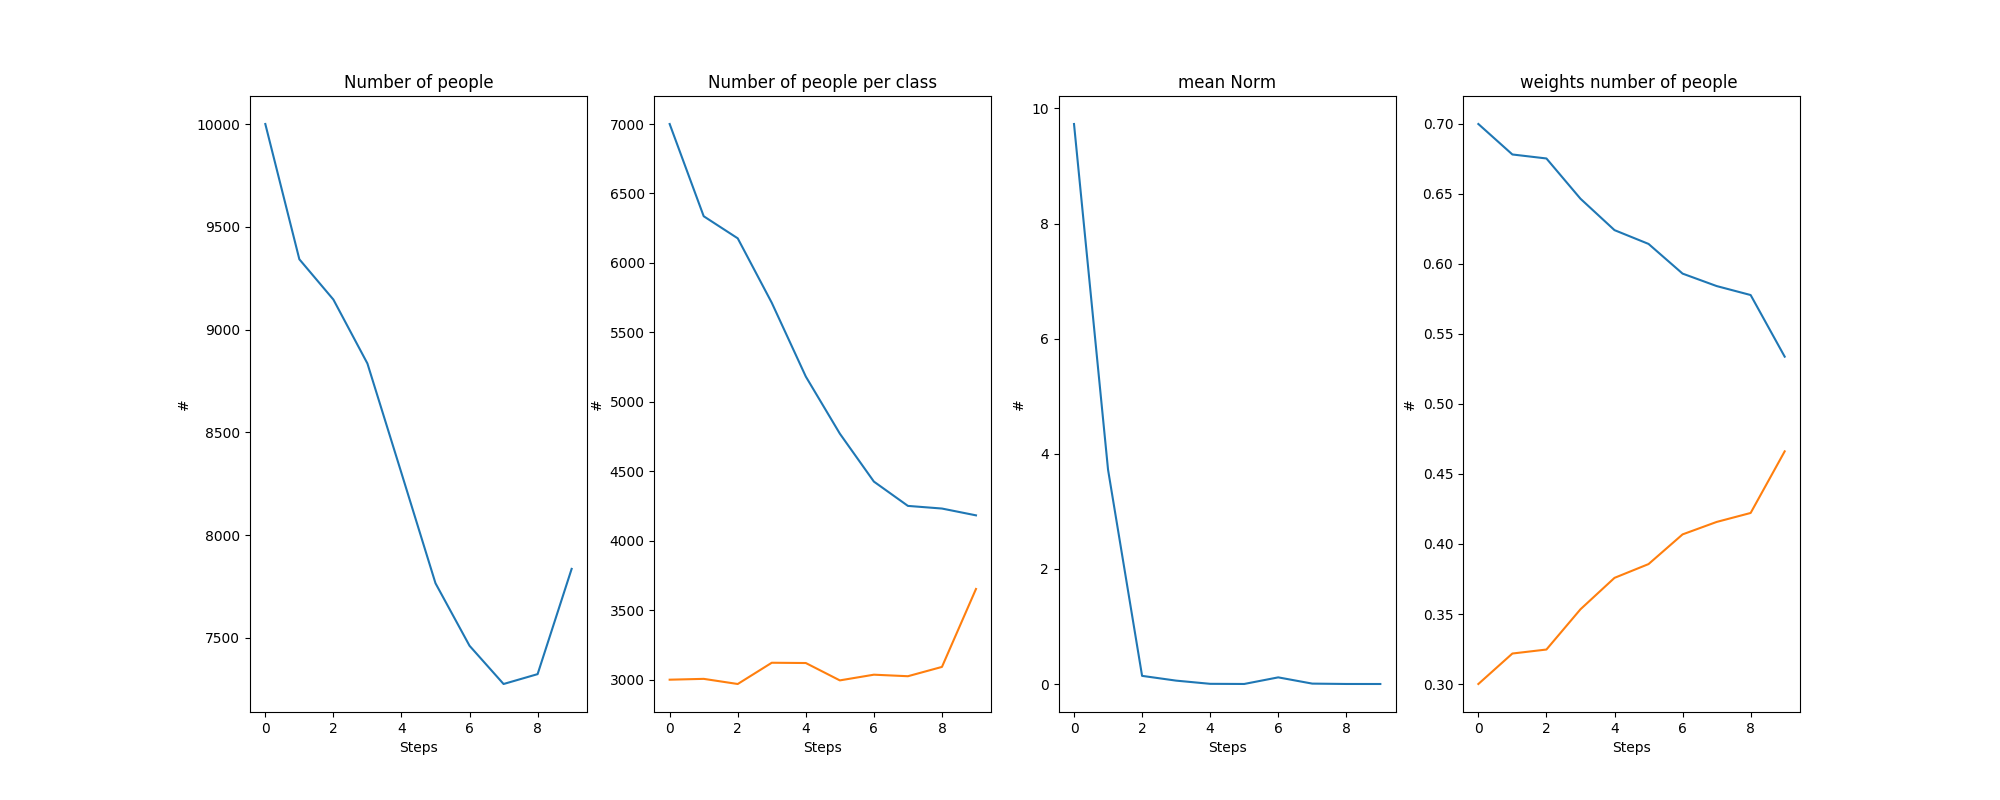 Number of people
10000
9500
9000
8500
8000
7500
#
0 2 4 6 8
Steps
Number of people per class
7000
6500
6000
5500
5000
4500
4000
3500
3000
#
0 2 4 6 8
Steps
mean Norm
10
8
6
4
2
0
#
0 2 4 6 8
Steps
weights number of people
0.70
0.65
0.60
0.55
0.50
0.45
0.40
0.35
0.30
#
0 2 4 6 8
Steps